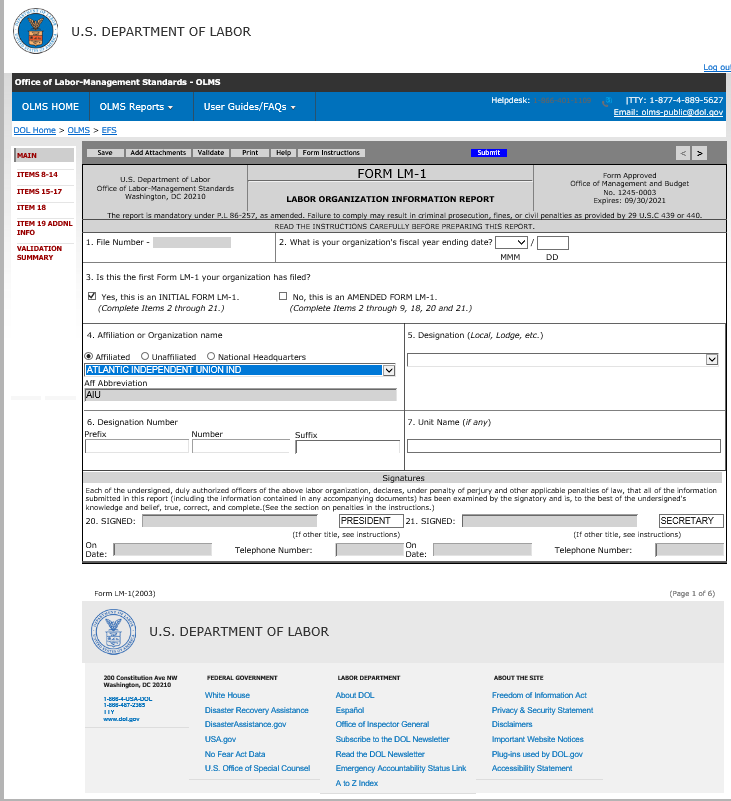 U.S. DEPARTMENT OF LABOR
Log ou
Office of Labor-Management Standards - OLMS
OLMS HOME OLMS Reports User Guides/FAQs
Helpdesk: |TTY: 1-877-4-889-5627
Email: olms-public@dol.gov
DOL Home > OLMS > EFS
MAIN
ITEMS 8-14
ITEMS 15-17
ITEM 18
ITEM 19 ADDNL
INFO
VALIDATION
SUMMARY
Save Add Attachments Validate Print Help Form Instructions Submit < >
U.S. Department of Labor
Office of Labor-Management Standards
Washington, DC 20210
FORM LM-1
LABOR ORGANIZATION INFORMATION REPORT
Form Approved
Office of Management and Budget
No. 1245-0003
Expires: 09/30/2021
The report is mandatory under P.L 86-257, as amended. Failure to comply may result in criminal prosecution, fines, or civil penalties as provided by 29 U.S.C 439 or 440.
READ THE INSTRUCTIONS CAREFULLY BEFORE PREPARING THIS REPORT.
1. File Number -
2. What is your organization's fiscal year ending date? /
MMM DD
3. Is this the first Form LM-1 your organization has filed?
Yes, this is an INITIAL FORM LM-1.
(Complete Items 2 through 21.)
No, this is an AMENDED FORM LM-1.
(Complete Items 2 through 9, 18, 20 and 21.)
4. Affiliation or Organization name
Affiliated Unaffiliated National Headquarters
ATLANTIC INDEPENDENT UNION IND
Aff Abbreviation
AIU
5. Designation (Local, Lodge, etc.)
6. Designation Number
Prefix Number Suffix
7. Unit Name (if any)
Signatures
Each of the undersigned, duly authorized officers of the above labor organization, declares, under penalty of perjury and other applicable penalties of law, that all of the information
submitted in this report (including the information contained in any accompanying documents) has been examined by the signatory and is, to the best of the undersigned's
knowledge and belief, true, correct, and complete.(See the section on penalties in the instructions.)
20. SIGNED: PRESIDENT 21. SIGNED: SECRETARY
(If other title, see instructions) (If other title, see instructions)
On
Date: Telephone Number:
On
Date: Telephone Number:
Form LM-1(2003) (Page 1 of 6)
U.S. DEPARTMENT OF LABOR
200 Constitution Ave NW
Washington, DC 20210
1-866-4-USA-DOL
1-866-487-2365
TTY
www.dol.gov
FEDERAL GOVERNMENT
White House
Disaster Recovery Assistance
DisasterAssistance.gov
USA.gov
No Fear Act Data
U.S. Office of Special Counsel
LABOR DEPARTMENT
About DOL
Español
Office of Inspector General
Subscribe to the DOL Newsletter
Read the DOL Newsletter
Emergency Accountability Status Link
A to Z Index
ABOUT THE SITE
Freedom of Information Act
Privacy & Security Statement
Disclaimers
Important Website Notices
Plug-ins used by DOL.gov
Accessibility Statement